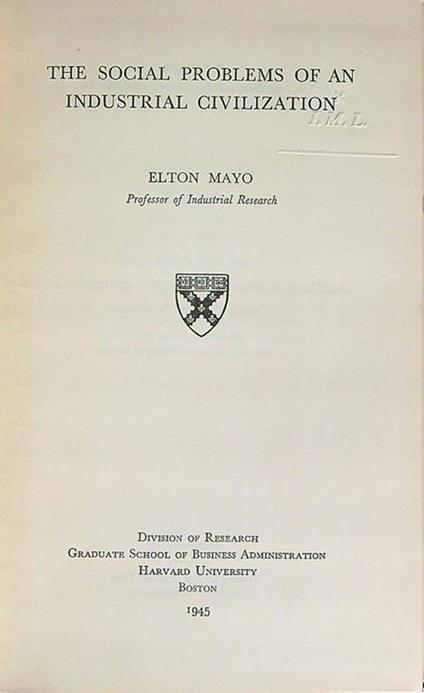 THE SOCIAL PROBLEMS OF AN
INDUSTRIAL CIVILIZATION
ELTON MAYO
Professor of Industrial Research
Division of Research
Graduate School of Business Administration
Harvard University
Boston
1945